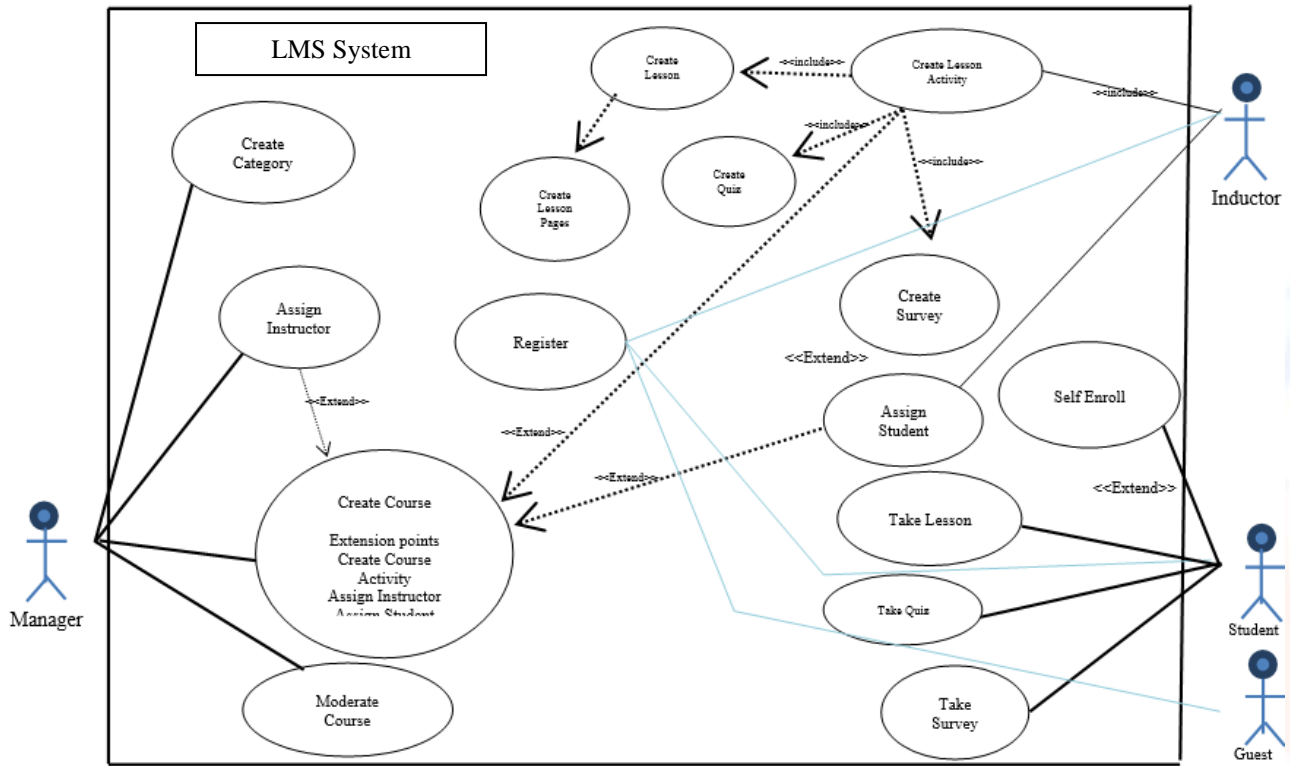 LMS System
Create
Lesson
<<include>>
Create Lesson
Activity
<<include>>
Create
Category
<<include>>
<<include>>
Create
Quiz
Create
Lesson
Pages
Inductor
Assign
Instructor
Create
Survey
Register
<<Extend>>
Self Enroll
<<Extend>>
Assign
Student
<<Extend>>
<<Extend>>
<<Extend>>
Create Course
Extension points
Create Course
Activity
Assign Instructor
Assign Student
Take Lesson
Take Quiz
Manager
Student
Moderate
Course
Take
Survey
Guest